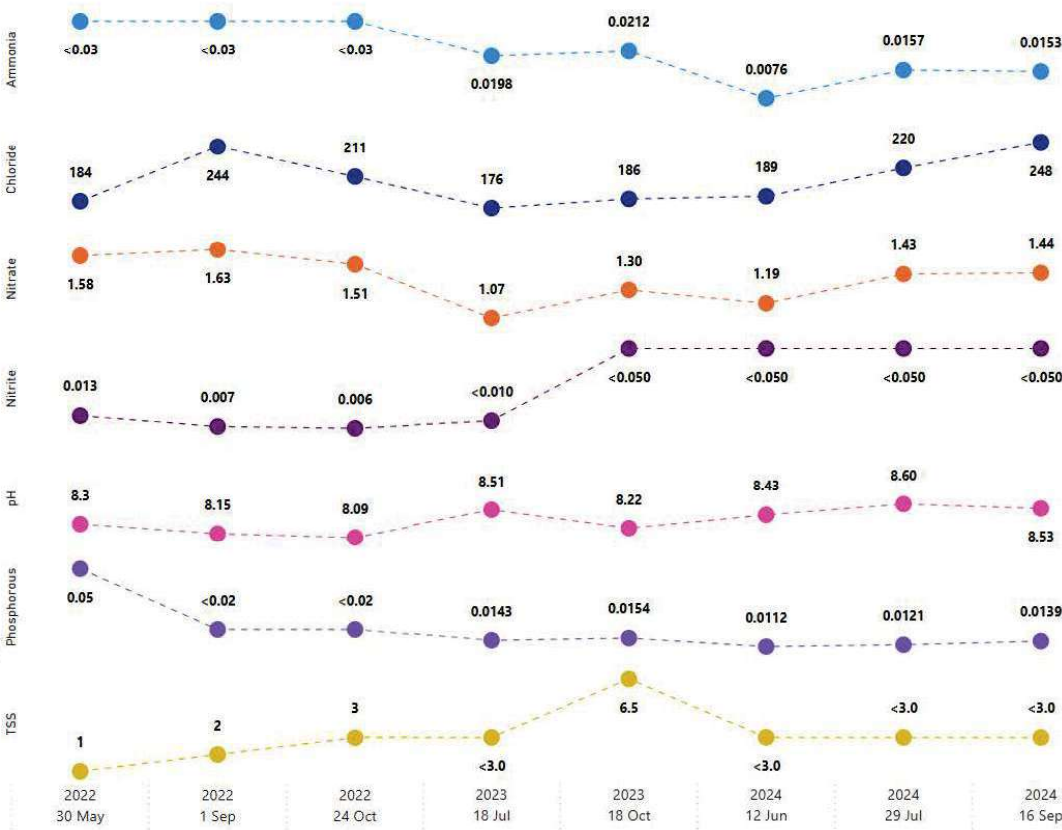 Ammonia
<0.03 <0.03 <0.03 0.0198 0.0212 0.0076 0.0157 0.0153
Chloride
184 244 211 176 186 189 220 248
Nitrate
1.58 1.63 1.51 1.07 1.30 1.19 1.43 1.44
Nitrite
0.013 0.007 0.006 <0.010 <0.050 <0.050 <0.050 <0.050
pH
8.3 8.15 8.09 8.51 8.22 8.43 8.60 8.53
Phosphorous
0.05 <0.02 <0.02 0.0143 0.0154 0.0112 0.0121 0.0139
TSS
1 2 3 <3.0 6.5 <3.0 <3.0 <3.0
2022 2022 2022 2023 2023 2024 2024 2024
30 May 1 Sep 24 Oct 18 Jul 18 Oct 12 Jun 29 Jul 16 Sep